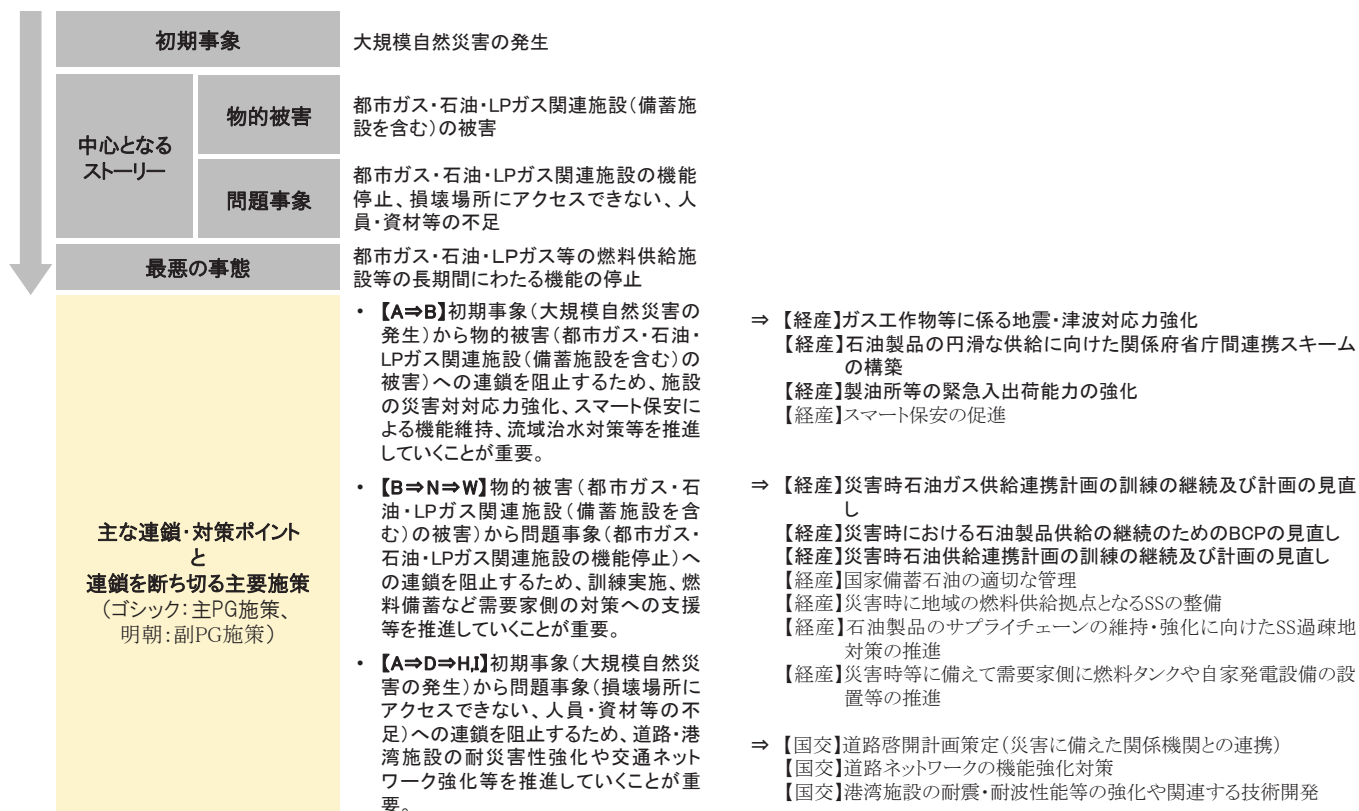 初期事象
大規模自然災害の発生
中心となる
ストーリー
物的被害
都市ガス・石油・LPガス関連施設(備蓄施
設を含む)の被害
問題事象
都市ガス・石油・LPガス関連施設の機能
停止、損壊場所にアクセスできない、人
員・資材等の不足
最悪の事態
都市ガス・石油・LPガス等の燃料供給施
設等の長期間にわたる機能の停止
主な連鎖・対策ポイント
と
連鎖を断ち切る主要施策
(ゴシック:主PG施策、
明朝:副PG施策)
・ 【A⇒B】初期事象(大規模自然災害の
発生)から物的被害(都市ガス・石油・
LPガス関連施設(備蓄施設を含む)の
被害)への連鎖を阻止するため、施設
の災害対対応力強化、スマート保安に
よる機能維持、流域治水対策等を推進
していくことが重要。
⇒ 【経産】ガス工作物等に係る地震・津波対応力強化
【経産】石油製品の円滑な供給に向けた関係府省庁間連携スキーム
の構築
【経産】製油所等の緊急入出荷能力の強化
【経産】スマート保安の促進
・ 【B⇒N⇒W】物的被害(都市ガス・石
油・LPガス関連施設(備蓄施設を含
む)の被害)から問題事象(都市ガス・
石油・LPガス関連施設の機能停止)へ
の連鎖を阻止するため、訓練実施、燃
料備蓄など需要家側の対策への支援
等を推進していくことが重要。
⇒ 【経産】災害時石油ガス供給連携計画の訓練の継続及び計画の見直
し
【経産】災害時における石油製品供給の継続のためのBCPの見直し
【経産】災害時石油供給連携計画の訓練の継続及び計画の見直し
【経産】国家備蓄石油の適切な管理
【経産】災害時に地域の燃料供給拠点となるSSの整備
【経産】石油製品のサプライチェーンの維持・強化に向けたSS過疎地
対策の推進
【経産】災害時等に備えて需要家側に燃料タンクや自家発電設備の設
置等の推進
・ 【A⇒D⇒H,I】初期事象(大規模自然災
害の発生)から問題事象(損壊場所に
アクセスできない、人員・資材等の不
足)への連鎖を阻止するため、道路・港
湾施設の耐災害性強化や交通ネット
ワーク強化等を推進していくことが重
要。
⇒ 【国交】道路啓開計画策定(災害に備えた関係機関との連携)
【国交】道路ネットワークの機能強化対策
【国交】港湾施設の耐震・耐波性能等の強化や関連する技術開発